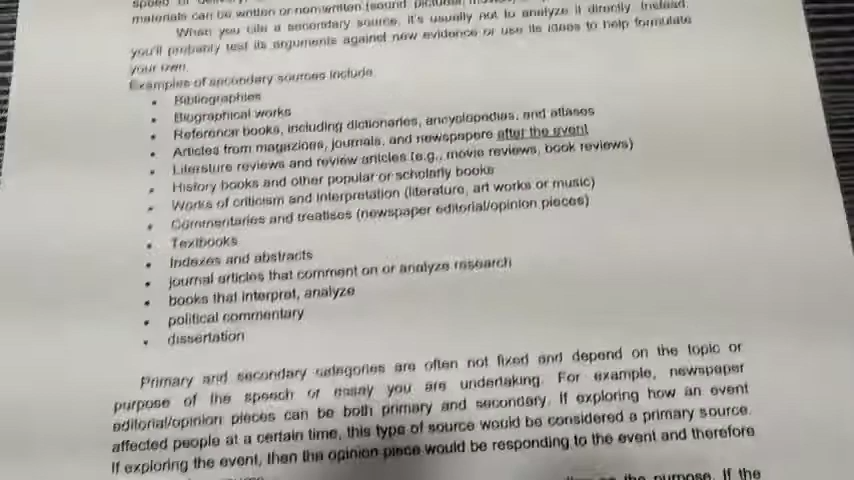 materials can be written or nonwritten (sound, pictures, movies,
When you cite a secondary source, it's usually not to analyze it directly. Instead,
you'll probably test its arguments against new evidence or use its ideas to help formulate
your own.
Examples of secondary sources include:
• Bibliographies
• Biographical works
• Reference books, including dictionaries, encyclopedias, and atlases
• Articles from magazines, journals, and newspapers after the event
• Literature reviews and review articles (e.g., movie reviews, book reviews)
• History books and other popular or scholarly books
• Works of criticism and interpretation (literature, art works or music)
• Commentaries and treatises (newspaper editorial/opinion pieces)
• Textbooks
• Indexes and abstracts
• journal articles that comment on or analyze research
• books that interpret, analyze
• political commentary
• dissertation
Primary and secondary categories are often not fixed and depend on the topic or
purpose of the speech or essay you are undertaking. For example, newspaper
editorial/opinion pieces can be both primary and secondary. If exploring how an event
affected people at a certain time, this type of source would be considered a primary source.
If exploring the event, then the opinion piece would be responding to the event and therefore
the purpose. If the